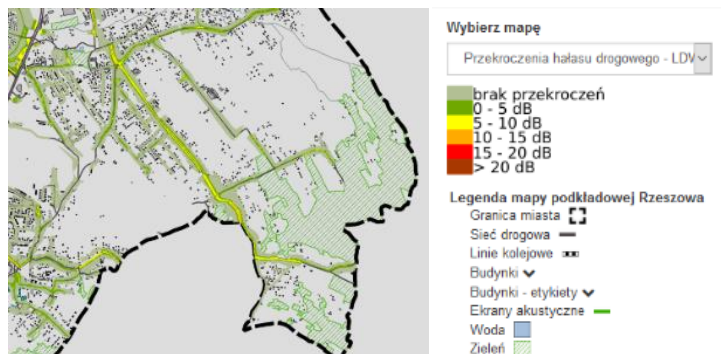 Wybierz mapę
Przekroczenia hałasu drogowego - LDW
brak przekroczeń
0 - 5 dB
5 - 10 dB
10 - 15 dB
15 - 20 dB
> 20 dB
Legenda mapy podkładowej Rzeszowa
Granica miasta
Sieć drogowa
Linie kolejowe
Budynki
Budynki - etykiety
Ekrany akustyczne
Woda
Zieleń